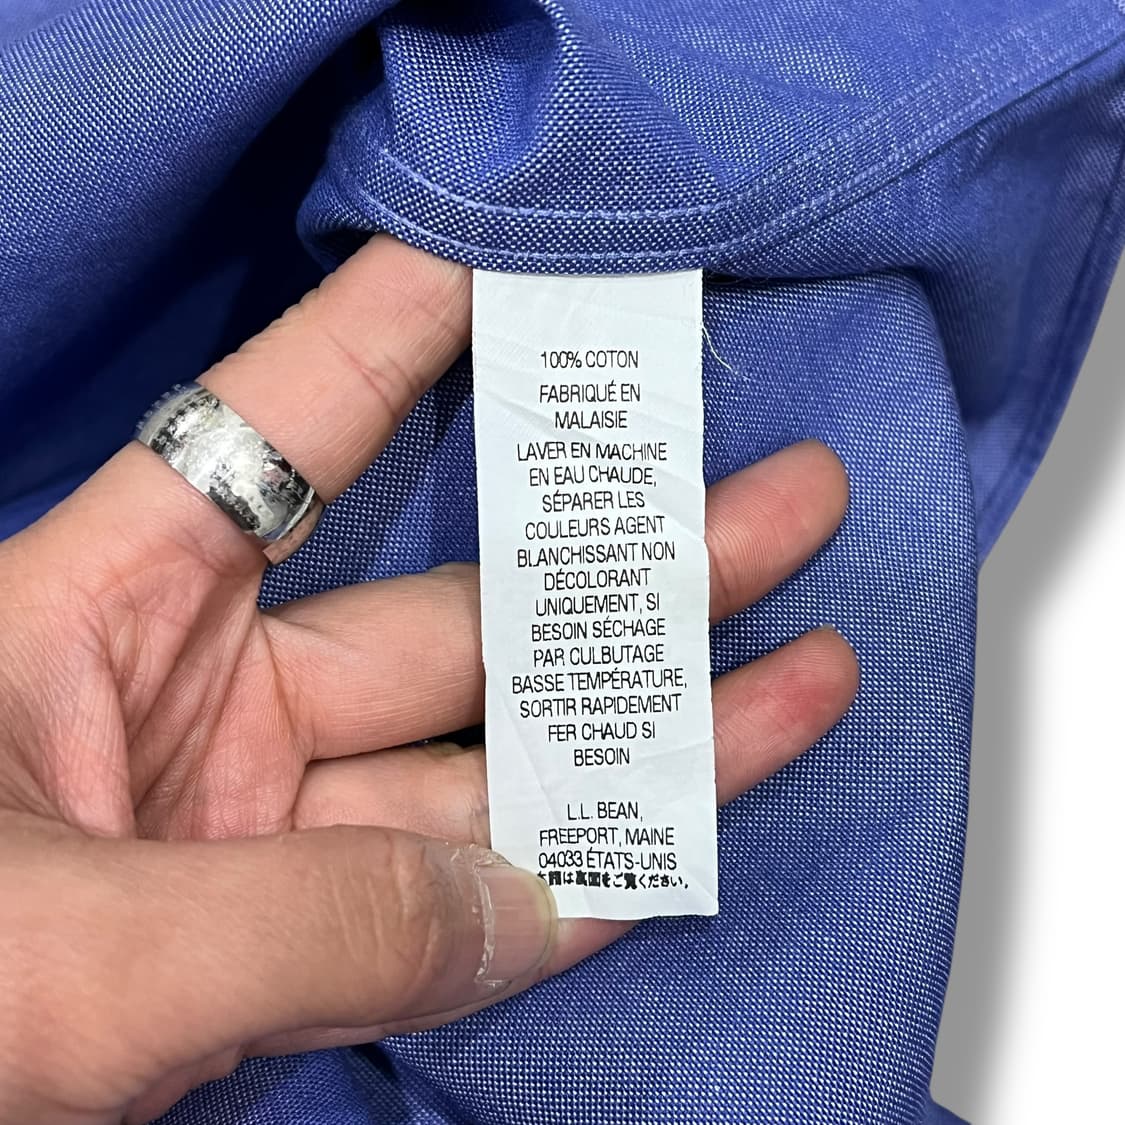 100% COTON
FABRIQUÉ EN
MALAISIE
LAVER EN MACHINE
EN EAU CHAUDE,
SÉPARER LES
COULEURS AGENT
BLANCHISSANT NON
DÉCOLORANT
UNIQUEMENT, SI
BESOIN SÉCHAGE
PAR CULBUTAGE
BASSE TEMPÉRATURE,
SORTIR RAPIDEMENT
FER CHAUD SI
BESOIN
L.L. BEAN,
FREEPORT, MAINE
04033 ÉTATS-UNIS
は裏面をご覧ください。